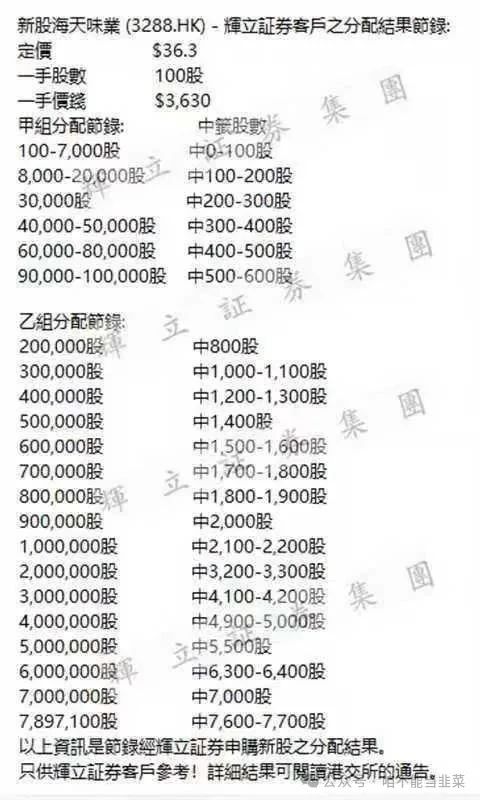 新股海天味業 (3288.HK) - 輝立証券客戶之分配結果節錄:
定價 $36.3
一手股數 100股
一手價錢 $3,630
甲組分配節錄: 中籤股數
100-7,000股 中0-100股
8,000-20,000股 中100-200股
30,000股 中200-300股
40,000-50,000股 中300-400股
60,000-80,000股 中400-500股
90,000-100,000股 中500-600股
乙組分配節錄:
200,000股 中800股
300,000股 中1,000-1,100股
400,000股 中1,200-1,300股
500,000股 中1,400股
600,000股 中1,500-1,600股
700,000股 中1,700-1,800股
800,000股 中1,800-1,900股
900,000股 中2,000股
1,000,000股 中2,100-2,200股
2,000,000股 中3,200-3,300股
3,000,000股 中4,100-4,200股
4,000,000股 中4,900-5,000股
5,000,000股 中5,500股
6,000,000股 中6,300-6,400股
7,000,000股 中7,000股
7,897,100股 中7,600-7,700股
以上資訊是節錄經輝立証券申購新股之分配結果。
只供輝立証券客戶參考！詳細結果可閱讀港交所的通告。
輝立証券集團
輝立証券集團
輝立証券集團
輝立証券集團
公众号・咱不能当韭菜